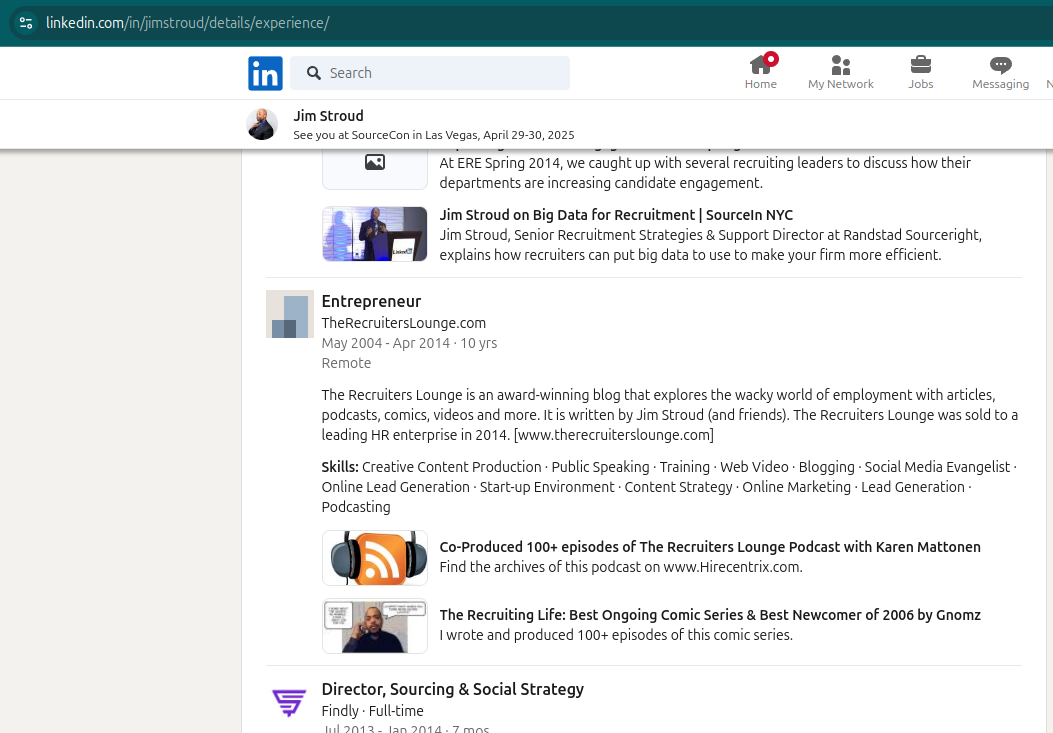 linkedin.com/in/jimstroud/details/experience/
in
Search
Home
My Network
Jobs
Messaging
Jim Stroud
See you at SourceCon in Las Vegas, April 29-30, 2025
At ERE Spring 2014, we caught up with several recruiting leaders to discuss how their
departments are increasing candidate engagement.
Jim Stroud on Big Data for Recruitment | SourceIn NYC
Jim Stroud, Senior Recruitment Strategies & Support Director at Randstad Sourceright,
explains how recruiters can put big data to use to make your firm more efficient.
Entrepreneur
TheRecruitersLounge.com
May 2004 - Apr 2014 · 10 yrs
Remote
The Recruiters Lounge is an award-winning blog that explores the wacky world of employment with articles,
podcasts, comics, videos and more. It is written by Jim Stroud (and friends). The Recruiters Lounge was sold to a
leading HR enterprise in 2014. [www.therecruiterslounge.com]
Skills: Creative Content Production · Public Speaking · Training · Web Video · Blogging · Social Media Evangelist ·
Online Lead Generation · Start-up Environment · Content Strategy · Online Marketing · Lead Generation ·
Podcasting
Co-Produced 100+ episodes of The Recruiters Lounge Podcast with Karen Mattonen
Find the archives of this podcast on www.Hirecentrix.com.
The Recruiting Life: Best Ongoing Comic Series & Best Newcomer of 2006 by Gnomz
I wrote and produced 100+ episodes of this comic series.
Director, Sourcing & Social Strategy
Findly · Full-time
Jul 2013 - Jan 2014 · 7 mos